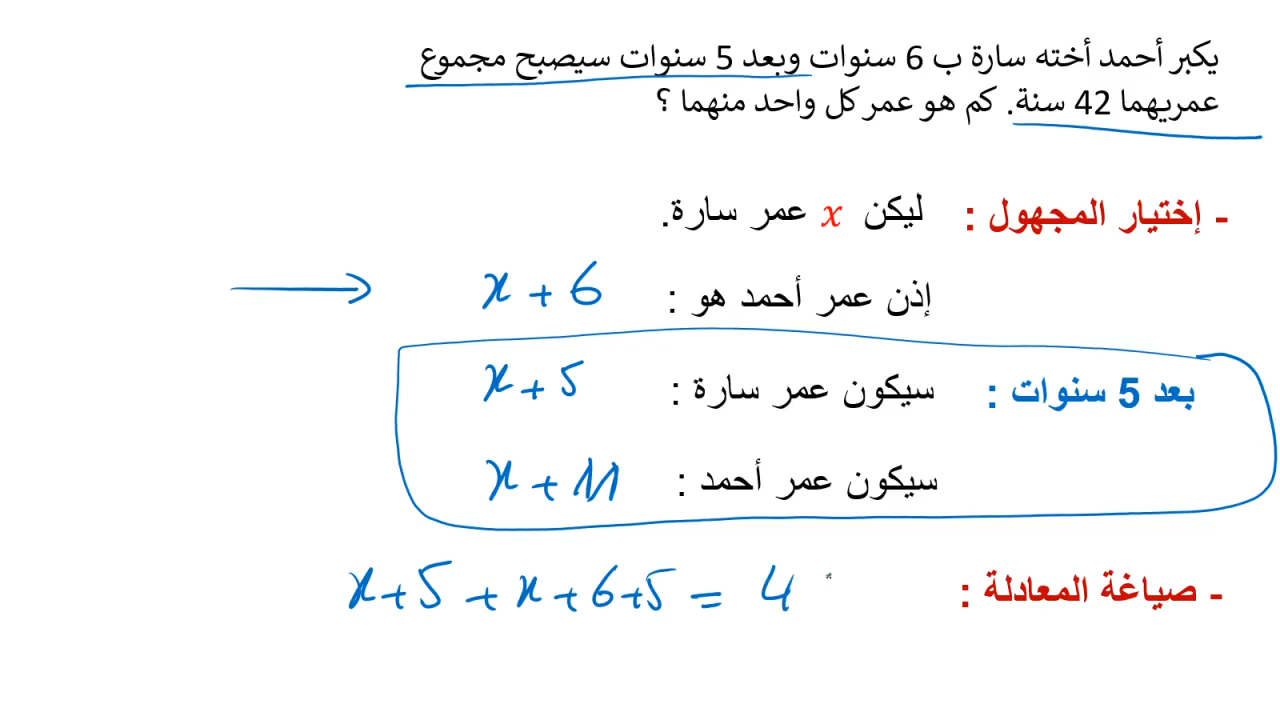 يكبر أحمد أخته سارة ب 6 سنوات وبعد 5 سنوات سيصبح مجموع
عمريهما 42 سنة. كم هو عمر كل واحد منهما ؟
- إختيار المجهول : ليكن x عمر سارة.
إذن عمر أحمد هو : x + 6
بعد 5 سنوات : سيكون عمر سارة : x + 5
سيكون عمر أحمد : x + 11
- صياغة المعادلة : x + 5 + x + 6 + 5 = 4